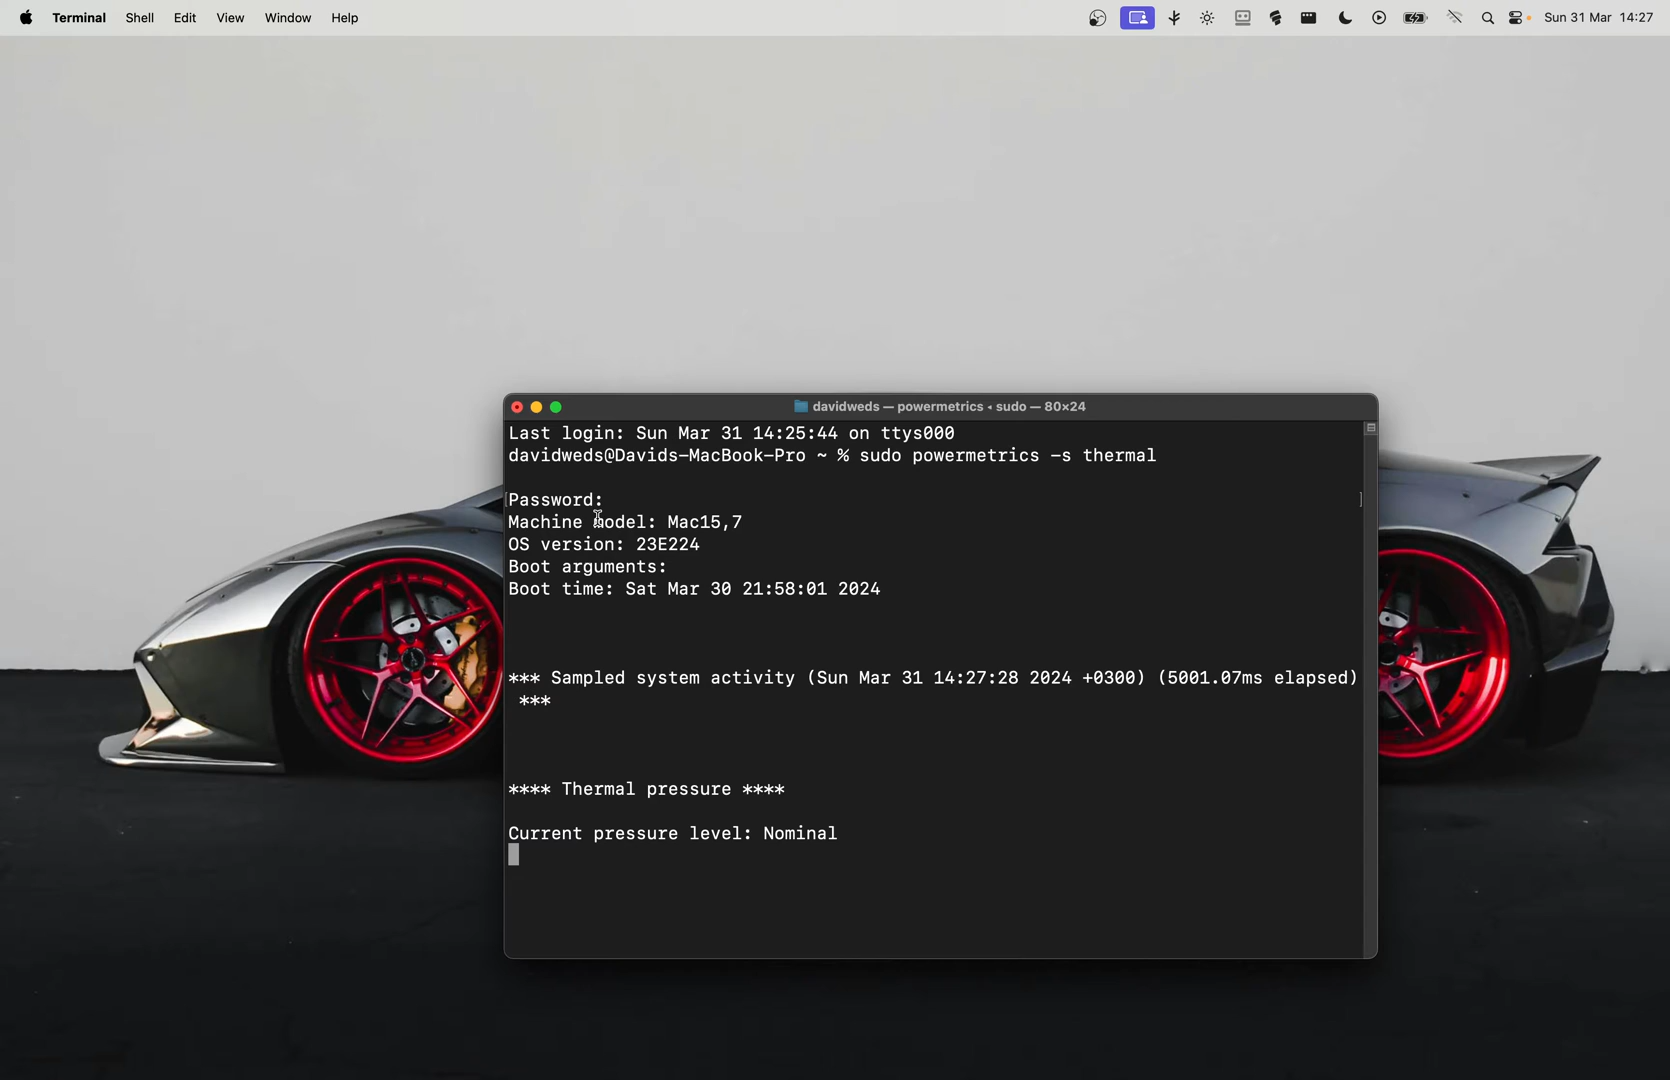 Terminal Shell Edit View Window Help Sun 31 Mar 14:27
davidweds — powermetrics ◂ sudo — 80×24
Last login: Sun Mar 31 14:25:44 on ttys000
davidweds@Davids-MacBook-Pro ~ % sudo powermetrics -s thermal
Password:
Machine model: Mac15,7
OS version: 23E224
Boot arguments:
Boot time: Sat Mar 30 21:58:01 2024
*** Sampled system activity (Sun Mar 31 14:27:28 2024 +0300) (5001.07ms elapsed)
***
**** Thermal pressure ****
Current pressure level: Nominal